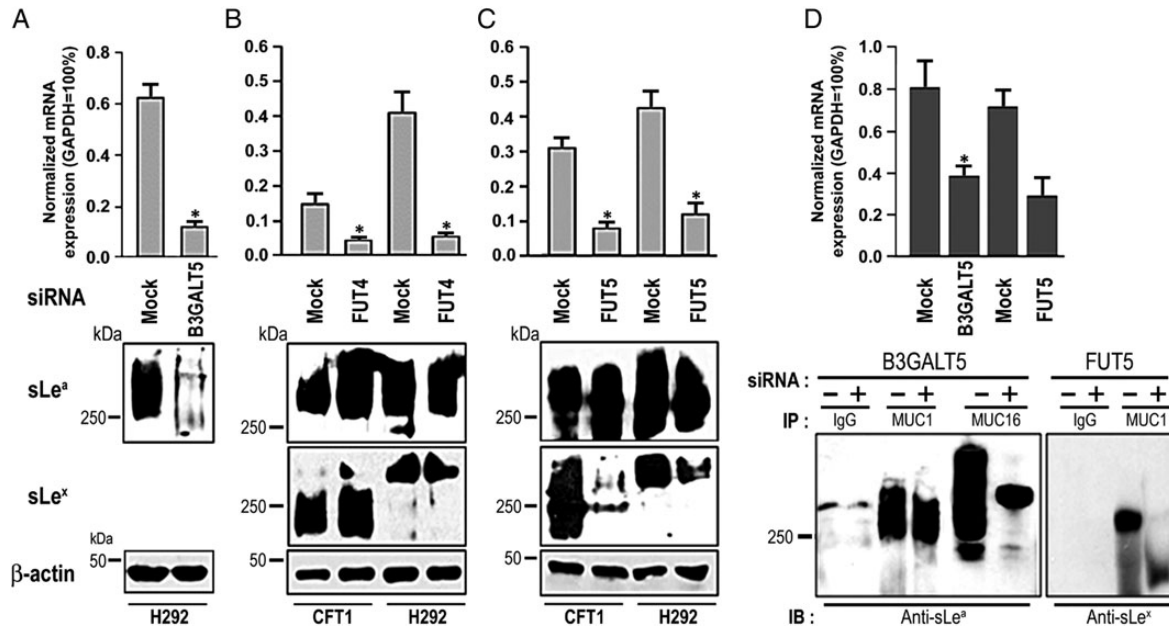 A
B
C
D
Normalized mRNA
expression (GAPDH=100%)
0.8
0.6
0.4
0.2
0.0
0.6
0.5
0.4
0.3
0.2
0.1
0.0
0.6
0.5
0.4
0.3
0.2
0.1
0.0
Normalized mRNA
expression (GAPDH=100%)
1.0
0.8
0.6
0.4
0.2
0.0
*
* *
* *
*
siRNA
Mock B3GALT5
Mock FUT4 Mock FUT4
Mock FUT5 Mock FUT5
Mock B3GALT5 Mock FUT5
kDa
kDa
kDa
sLeᵃ
250
250
250
sLeˣ
250
250
β-actin
kDa
50
50
50
H292
CFT1 H292
CFT1 H292
B3GALT5 FUT5
siRNA : − + − + − + − + − +
IP : IgG MUC1 MUC16 IgG MUC1
250
IB : Anti-sLeᵃ Anti-sLeˣ